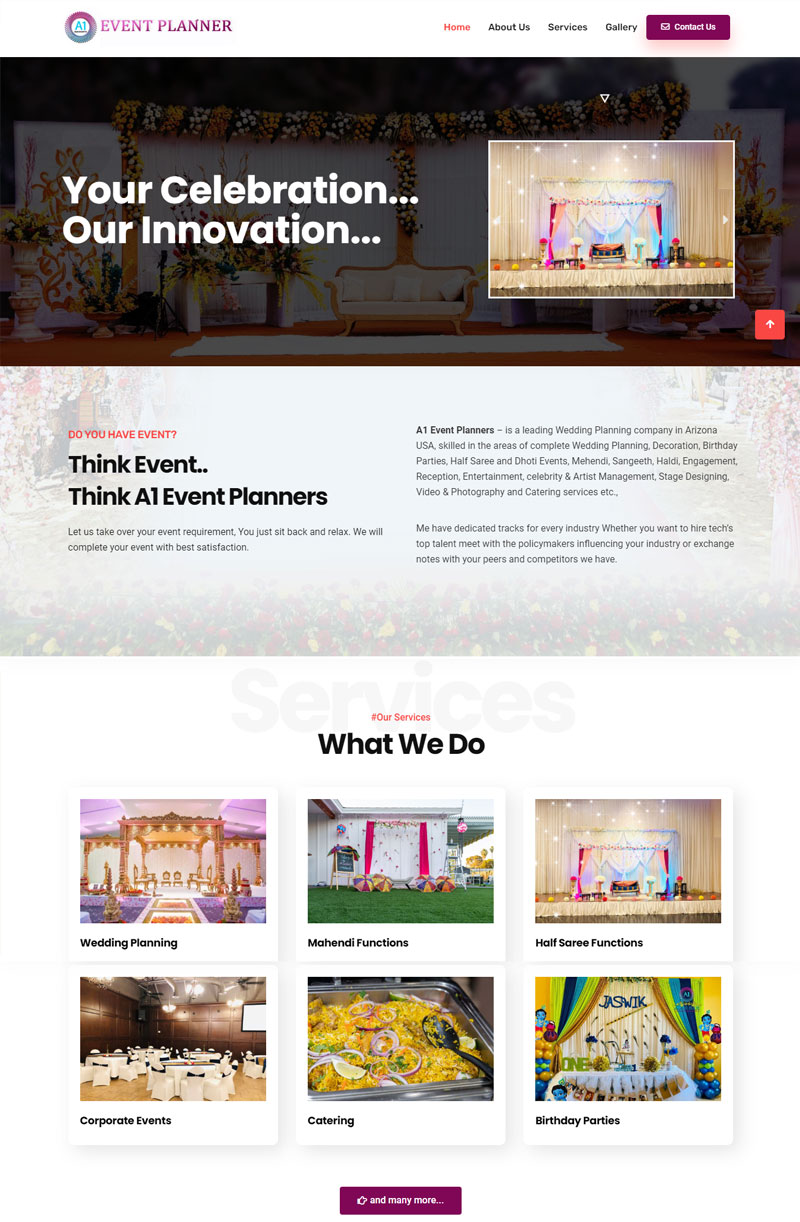 A1 EVENT PLANNER
Home About Us Services Gallery Contact Us
Your Celebration...
Our Innovation...
DO YOU HAVE EVENT?
Think Event..
Think A1 Event Planners
Let us take over your event requirement, You just sit back and relax. We will
complete your event with best satisfaction.
A1 Event Planners – is a leading Wedding Planning company in Arizona
USA, skilled in the areas of complete Wedding Planning, Decoration, Birthday
Parties, Half Saree and Dhoti Events, Mehendi, Sangeeth, Haldi, Engagement,
Reception, Entertainment, celebrity & Artist Management, Stage Designing,
Video & Photography and Catering services etc.,
We have dedicated tracks for every industry Whether you want to hire tech's
top talent meet with the policymakers influencing your industry or exchange
notes with your peers and competitors we have.
Services
#Our Services
What We Do
Wedding Planning
Mahendi Functions
Half Saree Functions
JASWIK
A1
ONE
Corporate Events
Catering
Birthday Parties
and many more...